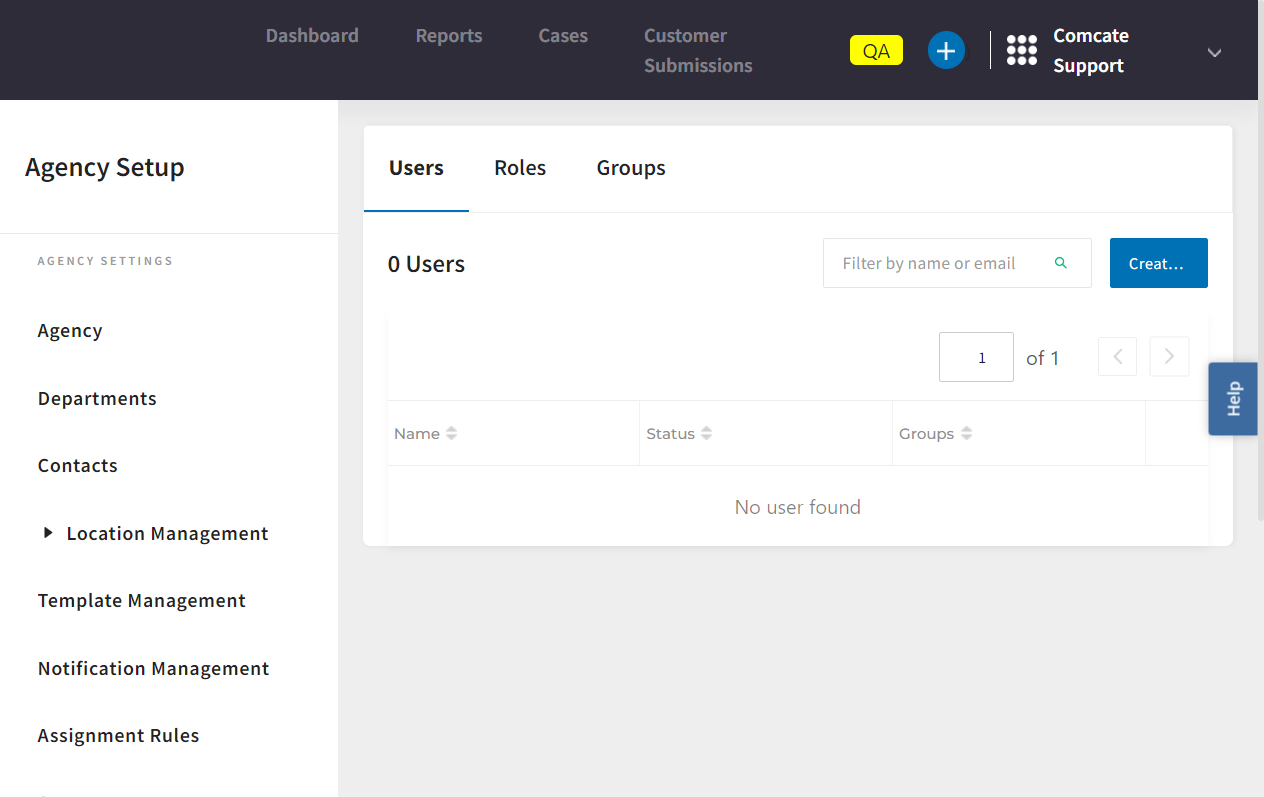 Dashboard
Reports
Cases
Customer
Submissions
QA
Comcate
Support
Agency Setup
AGENCY SETTINGS
Agency
Departments
Contacts
Location Management
Template Management
Notification Management
Assignment Rules
Users
Roles
Groups
0 Users
Filter by name or email
Creat...
1
of 1
Name
Status
Groups
No user found
Help